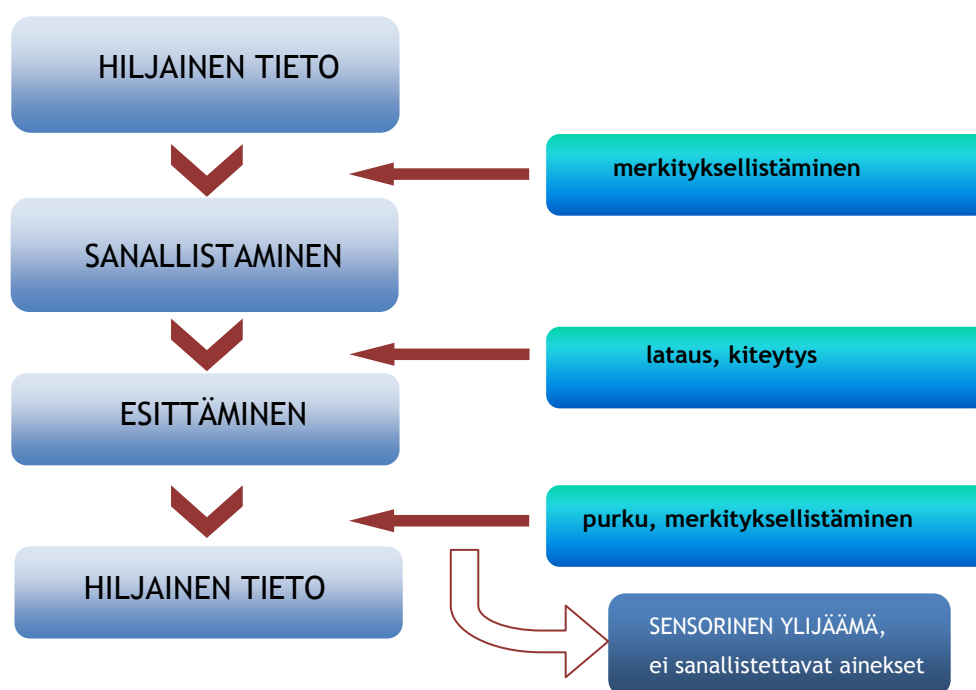 HILJAINEN TIETO
merkityksellistäminen
SANALLISTAMINEN
lataus, kiteytys
ESITTÄMINEN
purku, merkityksellistäminen
HILJAINEN TIETO
SENSORINEN YLIJÄÄMÄ,
ei sanallistettavat ainekset